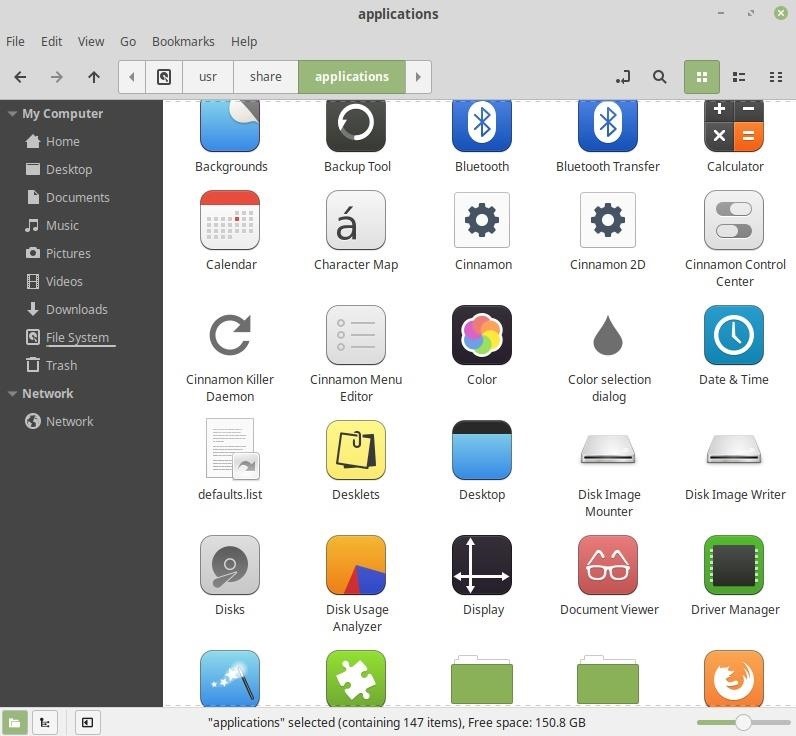 applications
File Edit View Go Bookmarks Help
usr share applications
My Computer
Home
Desktop
Documents
Music
Pictures
Videos
Downloads
File System
Trash
Network
Network
Backgrounds Backup Tool Bluetooth Bluetooth Transfer Calculator
Calendar Character Map Cinnamon Cinnamon 2D Cinnamon Control
Center
Cinnamon Killer Cinnamon Menu Color Color selection Date & Time
Daemon Editor dialog
defaults.list Desklets Desktop Disk Image Disk Image Writer
Mounter
Disks Disk Usage Display Document Viewer Driver Manager
Analyzer
"applications" selected (containing 147 items), Free space: 150.8 GB